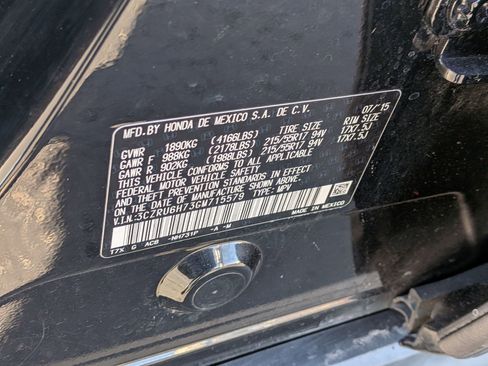 MFD.BY HONDA DE MEXICO S.A. DE C.V. 07/15
GVWR 1890KG (4166LBS) TIRE SIZE RIM SIZE
GAWR F 988KG (2178LBS) 215/55R17 94V 17X7.5J
GAWR R 902KG (1988LBS) 215/55R17 94V 17X7.5J
THIS VEHICLE CONFORMS TO ALL APPLICABLE
FEDERAL MOTOR VEHICLE SAFETY
AND THEFT PREVENTION STANDARDS IN EFFECT
ON THE DATE OF MANUFACTURE SHOWN ABOVE.
V.I.N.:3CZRU6H73GM715579 TYPE: MPV
T7X G ACB -NH731P -A -M
MADE IN MEXICO